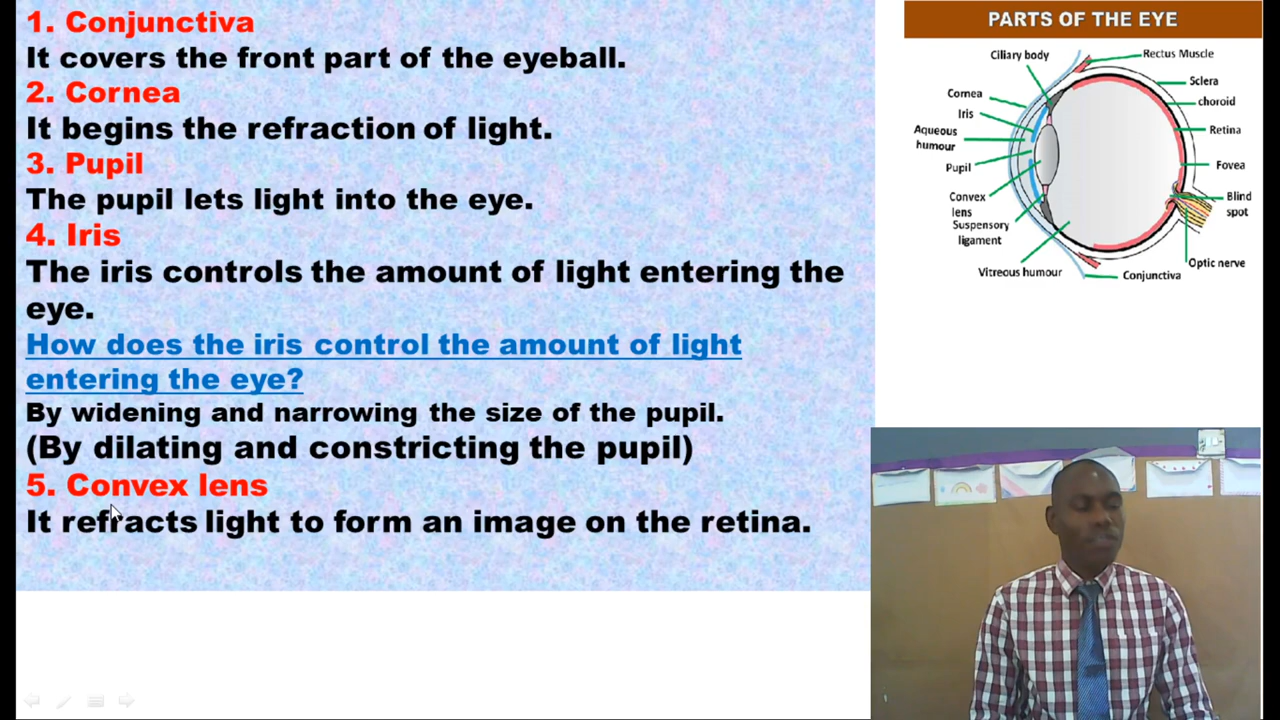 1. Conjunctiva
It covers the front part of the eyeball.
2. Cornea
It begins the refraction of light.
3. Pupil
The pupil lets light into the eye.
4. Iris
The iris controls the amount of light entering the
eye.
How does the iris control the amount of light
entering the eye?
By widening and narrowing the size of the pupil.
(By dilating and constricting the pupil)
5. Convex lens
It refracts light to form an image on the retina.
PARTS OF THE EYE
Ciliary body
Rectus Muscle
Sclera
Cornea
choroid
Iris
Aqueous
humour
Retina
Pupil
Fovea
Convex
lens
Blind
spot
Suspensory
ligament
Optic nerve
Vitreous humour
Conjunctiva